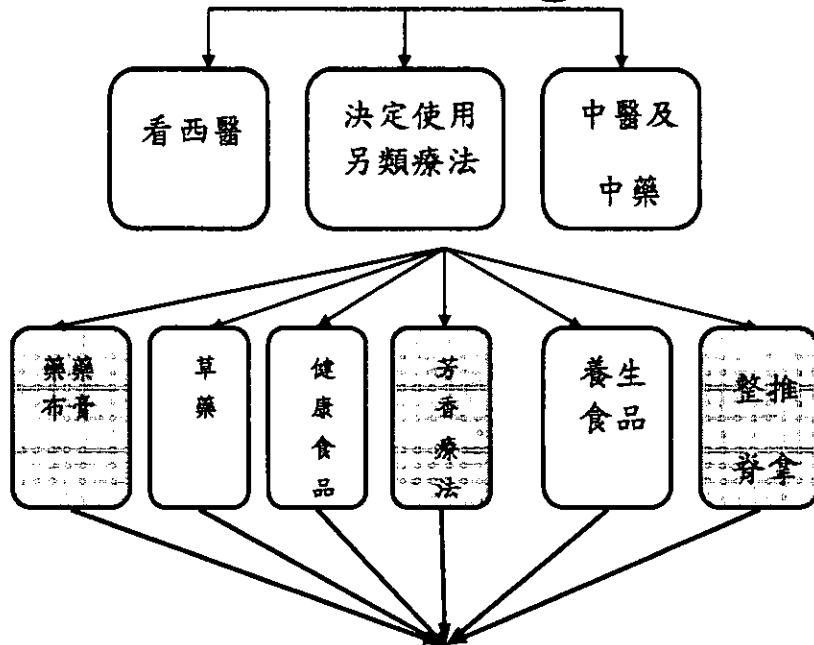 看西醫
決定使用
另類療法
中醫及
中藥
藥藥
布膏
草藥
健康食品
芳香療法
養生
食品
整推
脊拿